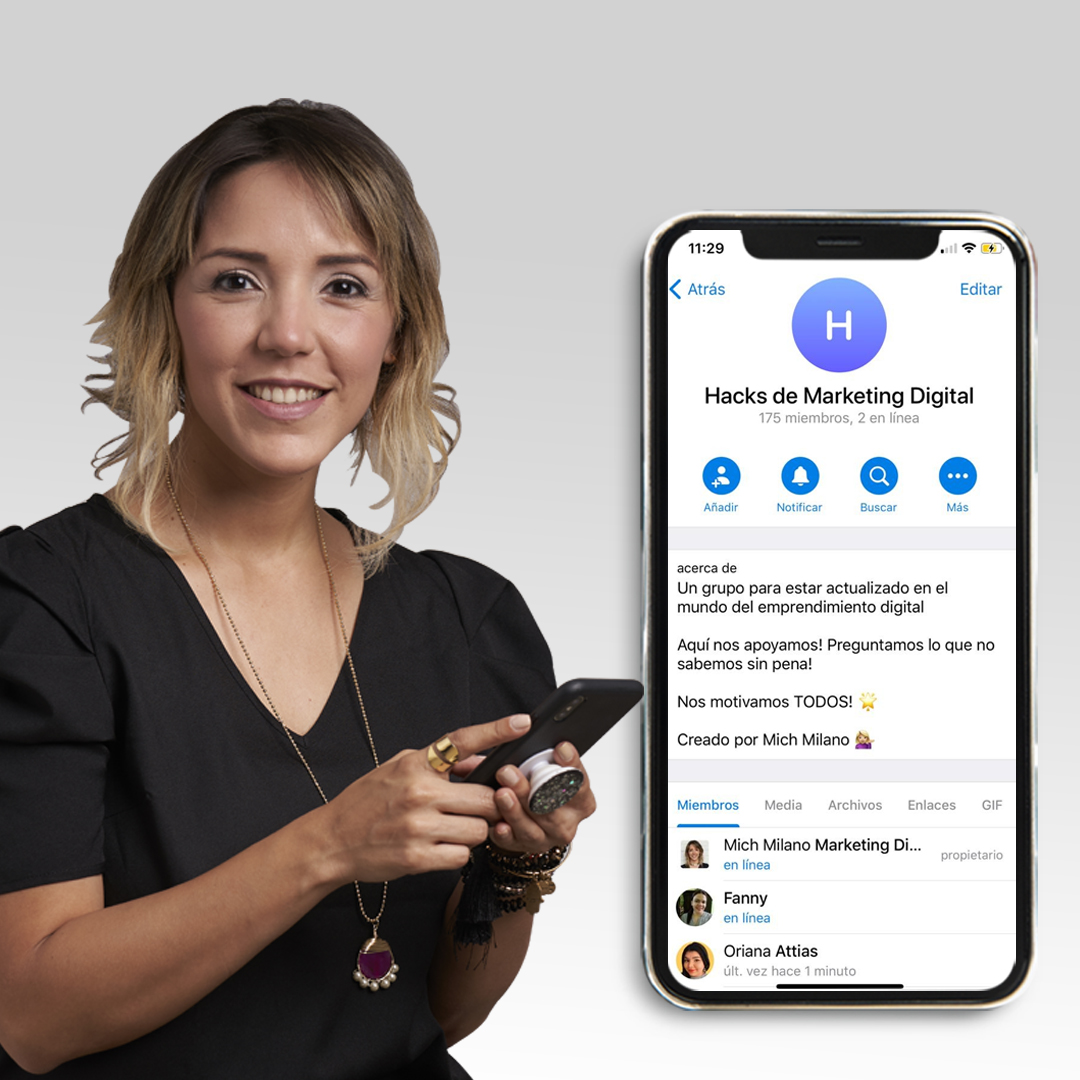 11:29
Atrás
Editar
H
Hacks de Marketing Digital
175 miembros, 2 en línea
Añadir
Notificar
Buscar
Más
acerca de
Un grupo para estar actualizado en el
mundo del emprendimiento digital
Aquí nos apoyamos! Preguntamos lo que no
sabemos sin pena!
Nos motivamos TODOS! 🌟
Creado por Mich Milano 💁🏼‍♀️
Miembros
Media
Archivos
Enlaces
GIF
Mich Milano Marketing Di...
propietario
en línea
Fanny
en línea
Oriana Attias
últ. vez hace 1 minuto